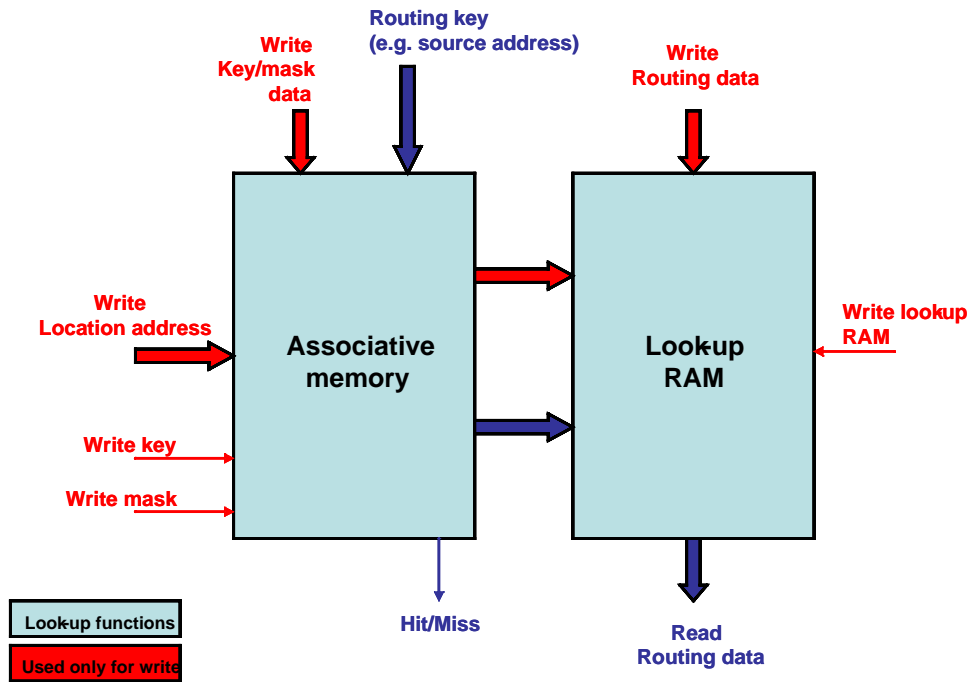 Routing key
(e.g. source address)
Write
Key/mask
data
Write
Routing data
Write
Location address
Associative
memory
Look-up
RAM
Write lookup
RAM
Write key
Write mask
Hit/Miss
Read
Routing data
Look-up functions
Used only for write